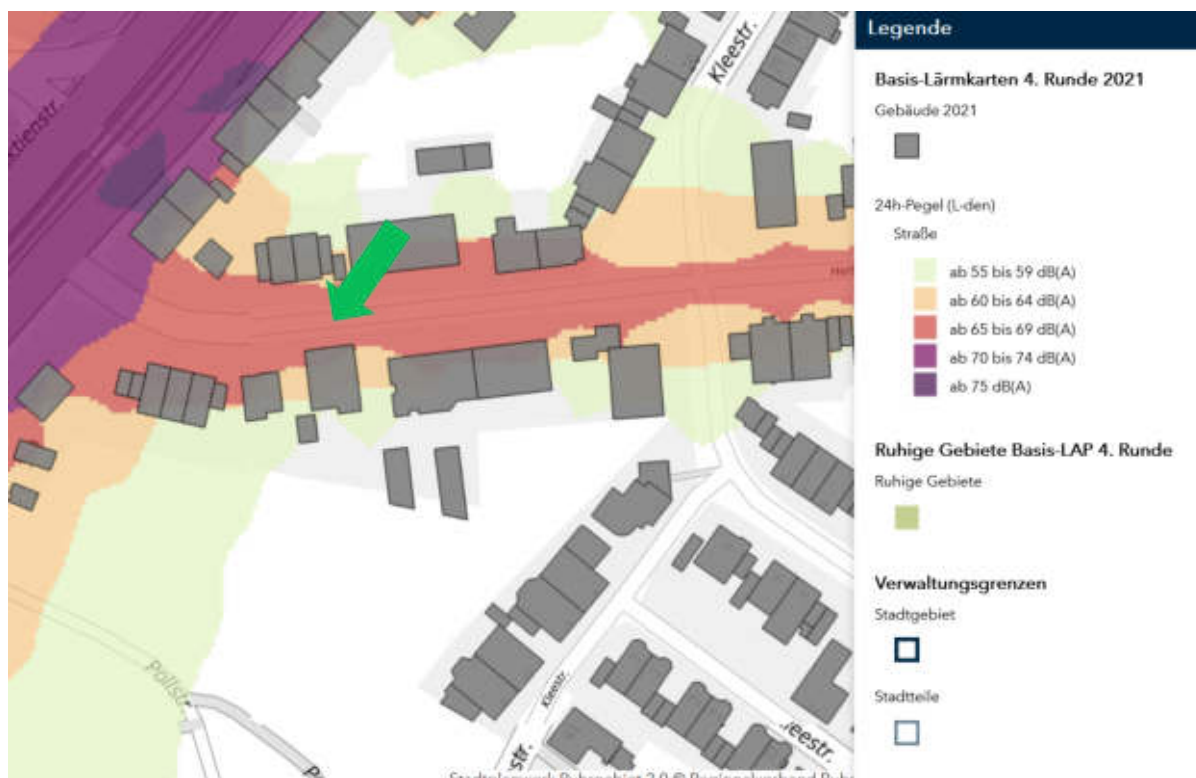 Legende
Basis-Lärmkarten 4. Runde 2021
Gebäude 2021
24h-Pegel (L-den)
Straße
ab 55 bis 59 dB(A)
ab 60 bis 64 dB(A)
ab 65 bis 69 dB(A)
ab 70 bis 74 dB(A)
ab 75 dB(A)
Ruhige Gebiete Basis-LAP 4. Runde
Ruhige Gebiete
Verwaltungsgrenzen
Stadtgebiet
Stadtteile
Kleestr.
Pollstr.
Kleestr.